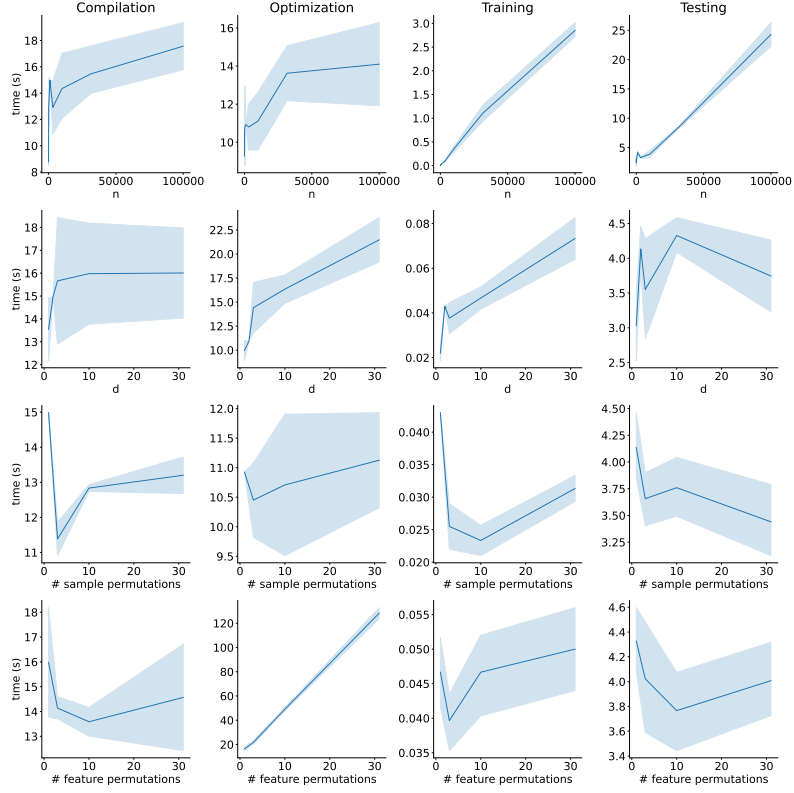 Compilation Optimization Training Testing
time (s)
18 16 14 12 10 8
0 50000 100000
n
16 14 12 10
0 50000 100000
n
3.0 2.5 2.0 1.5 1.0 0.5 0.0
0 50000 100000
n
25 20 15 10 5
0 50000 100000
n
time (s)
18 17 16 15 14 13 12
0 10 20 30
d
22.5 20.0 17.5 15.0 12.5 10.0
0 10 20 30
d
0.08 0.06 0.04 0.02
0 10 20 30
d
4.5 4.0 3.5 3.0 2.5
0 10 20 30
d
time (s)
15 14 13 12 11
0 10 20 30
# sample permutations
12.0 11.5 11.0 10.5 10.0 9.5
0 10 20 30
# sample permutations
0.040 0.035 0.030 0.025 0.020
0 10 20 30
# sample permutations
4.50 4.25 4.00 3.75 3.50 3.25
0 10 20 30
# sample permutations
time (s)
18 17 16 15 14 13
0 10 20 30
# feature permutations
120 100 80 60 40 20
0 10 20 30
# feature permutations
0.055 0.050 0.045 0.040 0.035
0 10 20 30
# feature permutations
4.6 4.4 4.2 4.0 3.8 3.6 3.4
0 10 20 30
# feature permutations